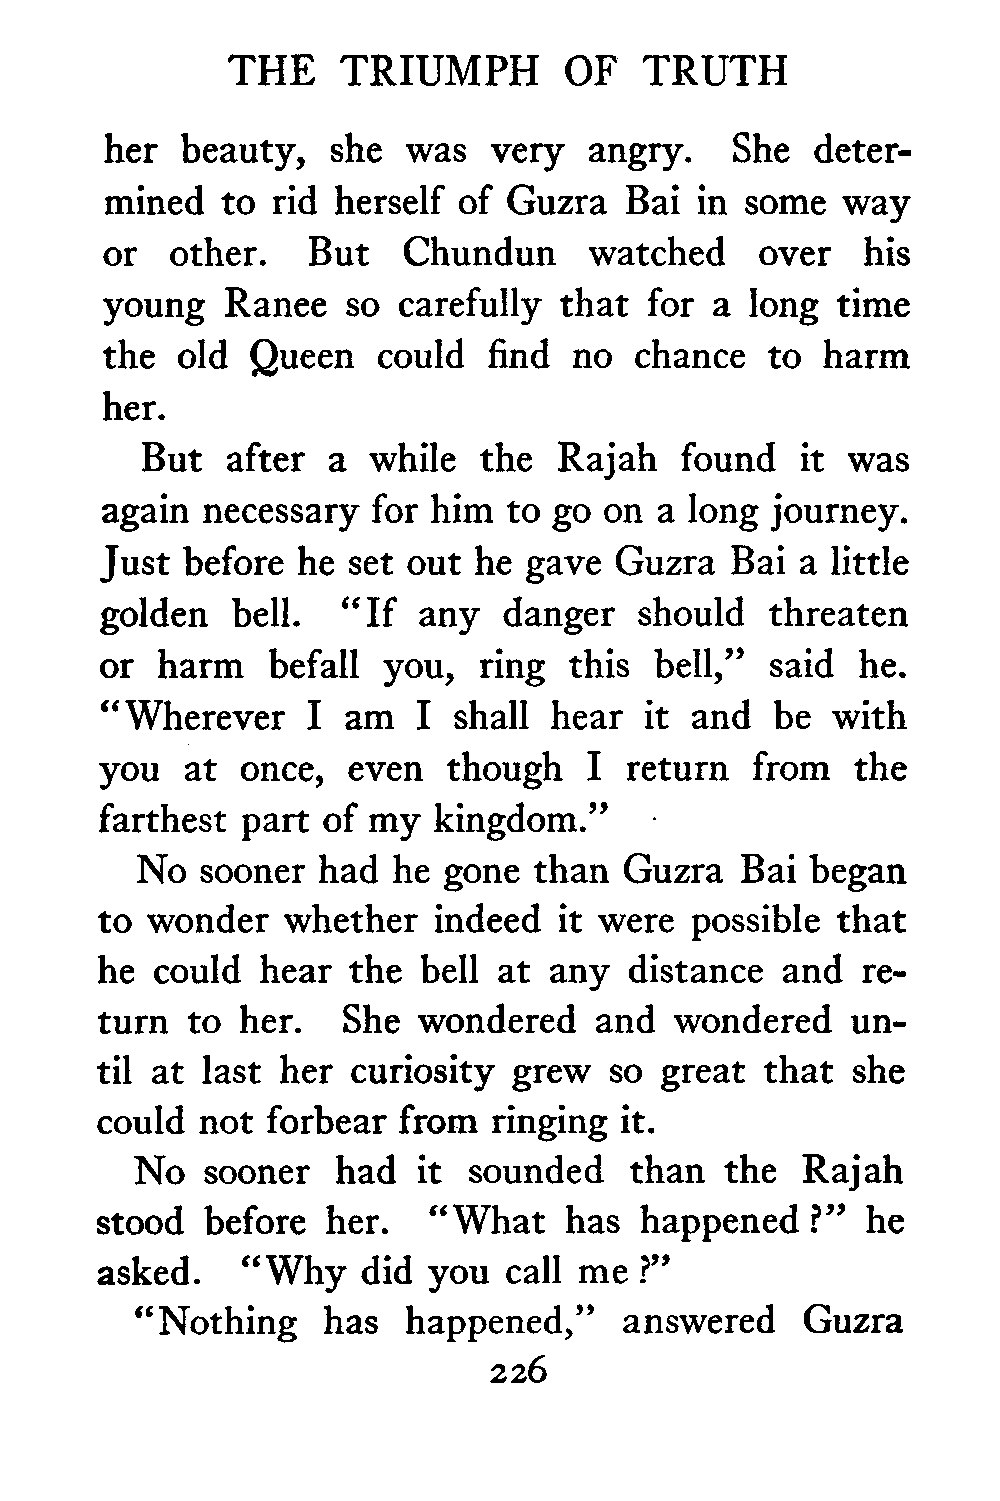 THE TRIUMPH OF TRUTH
her beauty, she was very angry. She deter-
mined to rid herself of Guzra Bai in some way
or other. But Chundun watched over his
young Ranee so carefully that for a long time
the old Queen could find no chance to harm
her.
But after a while the Rajah found it was
again necessary for him to go on a long journey.
Just before he set out he gave Guzra Bai a little
golden bell. “If any danger should threaten
or harm befall you, ring this bell,” said he.
“Wherever I am I shall hear it and be with
you at once, even though I return from the
farthest part of my kingdom.”
No sooner had he gone than Guzra Bai began
to wonder whether indeed it were possible that
he could hear the bell at any distance and re-
turn to her. She wondered and wondered un-
til at last her curiosity grew so great that she
could not forbear from ringing it.
No sooner had it sounded than the Rajah
stood before her. “What has happened?” he
asked. “Why did you call me?”
“Nothing has happened,” answered Guzra
226